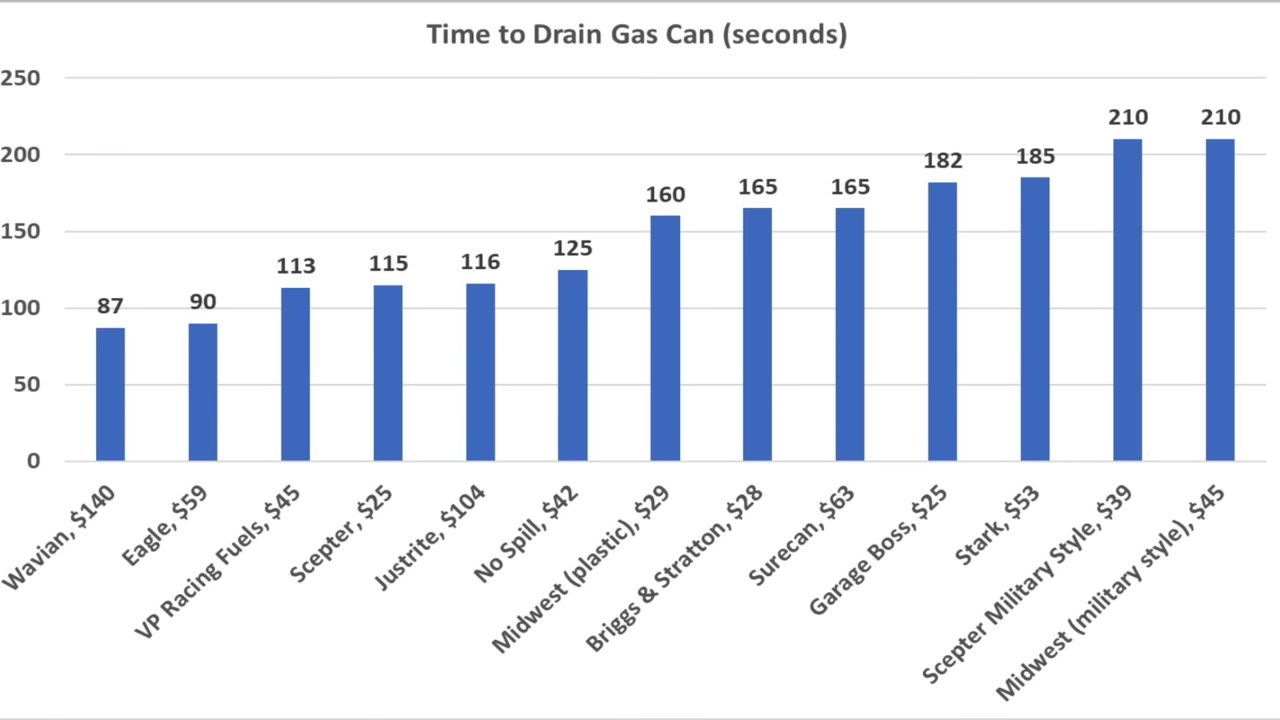 Time to Drain Gas Can (seconds)
250
200
150
100
50
0
87
90
113
115
116
125
160
165
165
182
185
210
210
Wavian, $140
Eagle, $59
VP Racing Fuels, $45
Scepter, $25
Justrite, $104
No Spill, $42
Midwest (plastic), $29
Briggs & Stratton, $28
Surecan, $63
Garage Boss, $25
Stark, $53
Scepter Military Style, $39
Midwest (military style), $45